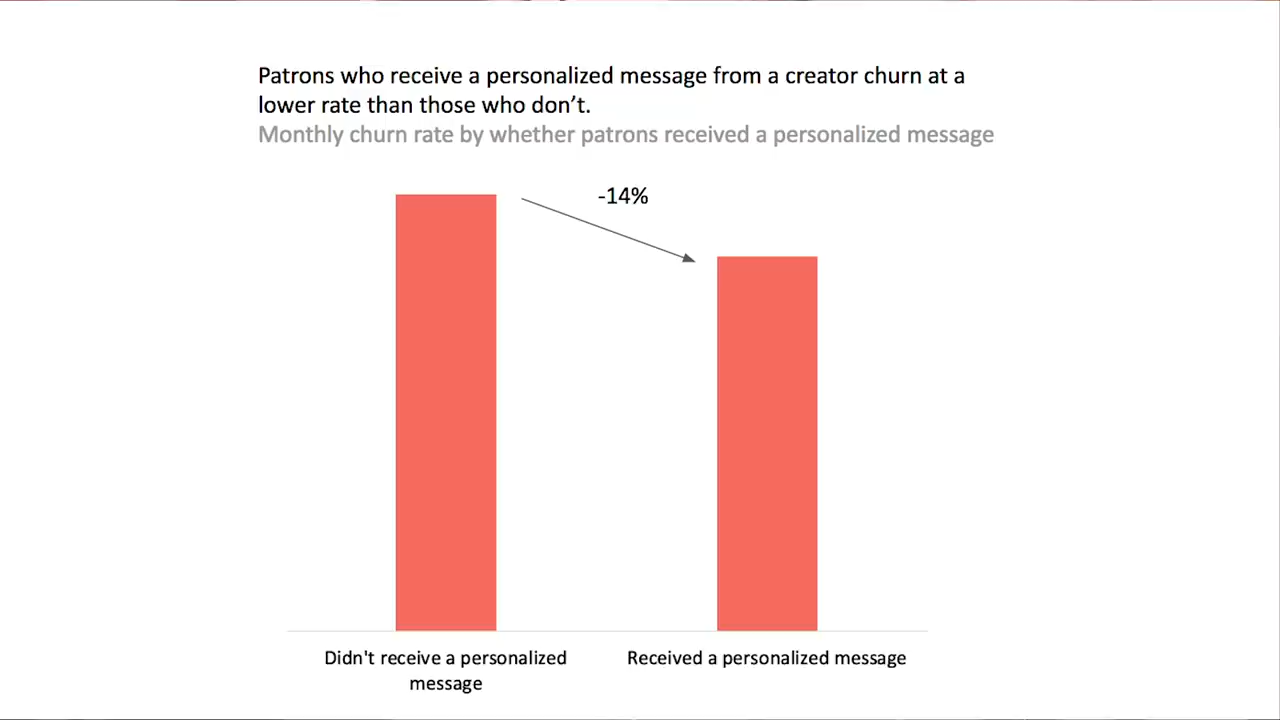 Patrons who receive a personalized message from a creator churn at a
lower rate than those who don’t.
Monthly churn rate by whether patrons received a personalized message
-14%
Didn't receive a personalized
message
Received a personalized message